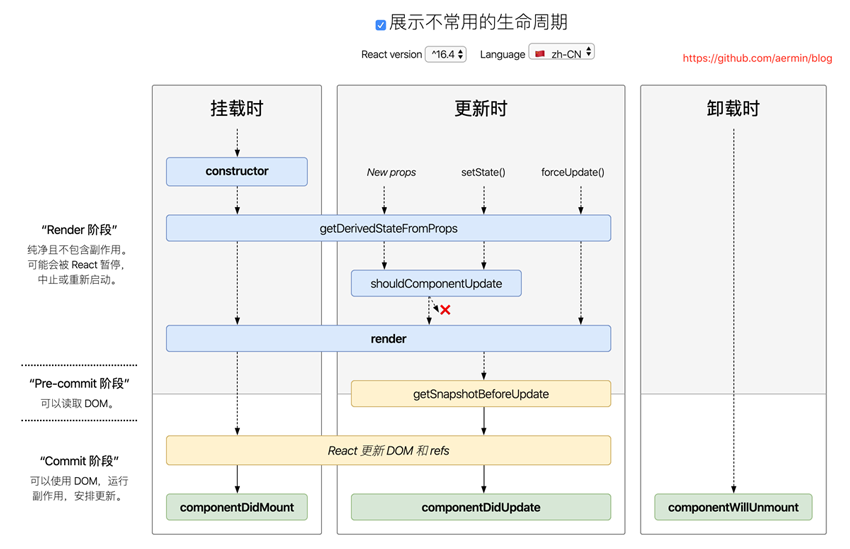 展示不常用的生命周期
React version ^16.4 Language zh-CN
https://github.com/aermin/blog
挂载时
更新时
卸载时
constructor
New props
setState()
forceUpdate()
“Render 阶段”
纯净且不包含副作用。
可能会被 React 暂停，
中止或重新启动。
getDerivedStateFromProps
shouldComponentUpdate
render
“Pre-commit 阶段”
可以读取 DOM。
getSnapshotBeforeUpdate
“Commit 阶段”
可以使用 DOM，运行
副作用，安排更新。
React 更新 DOM 和 refs
componentDidMount
componentDidUpdate
componentWillUnmount